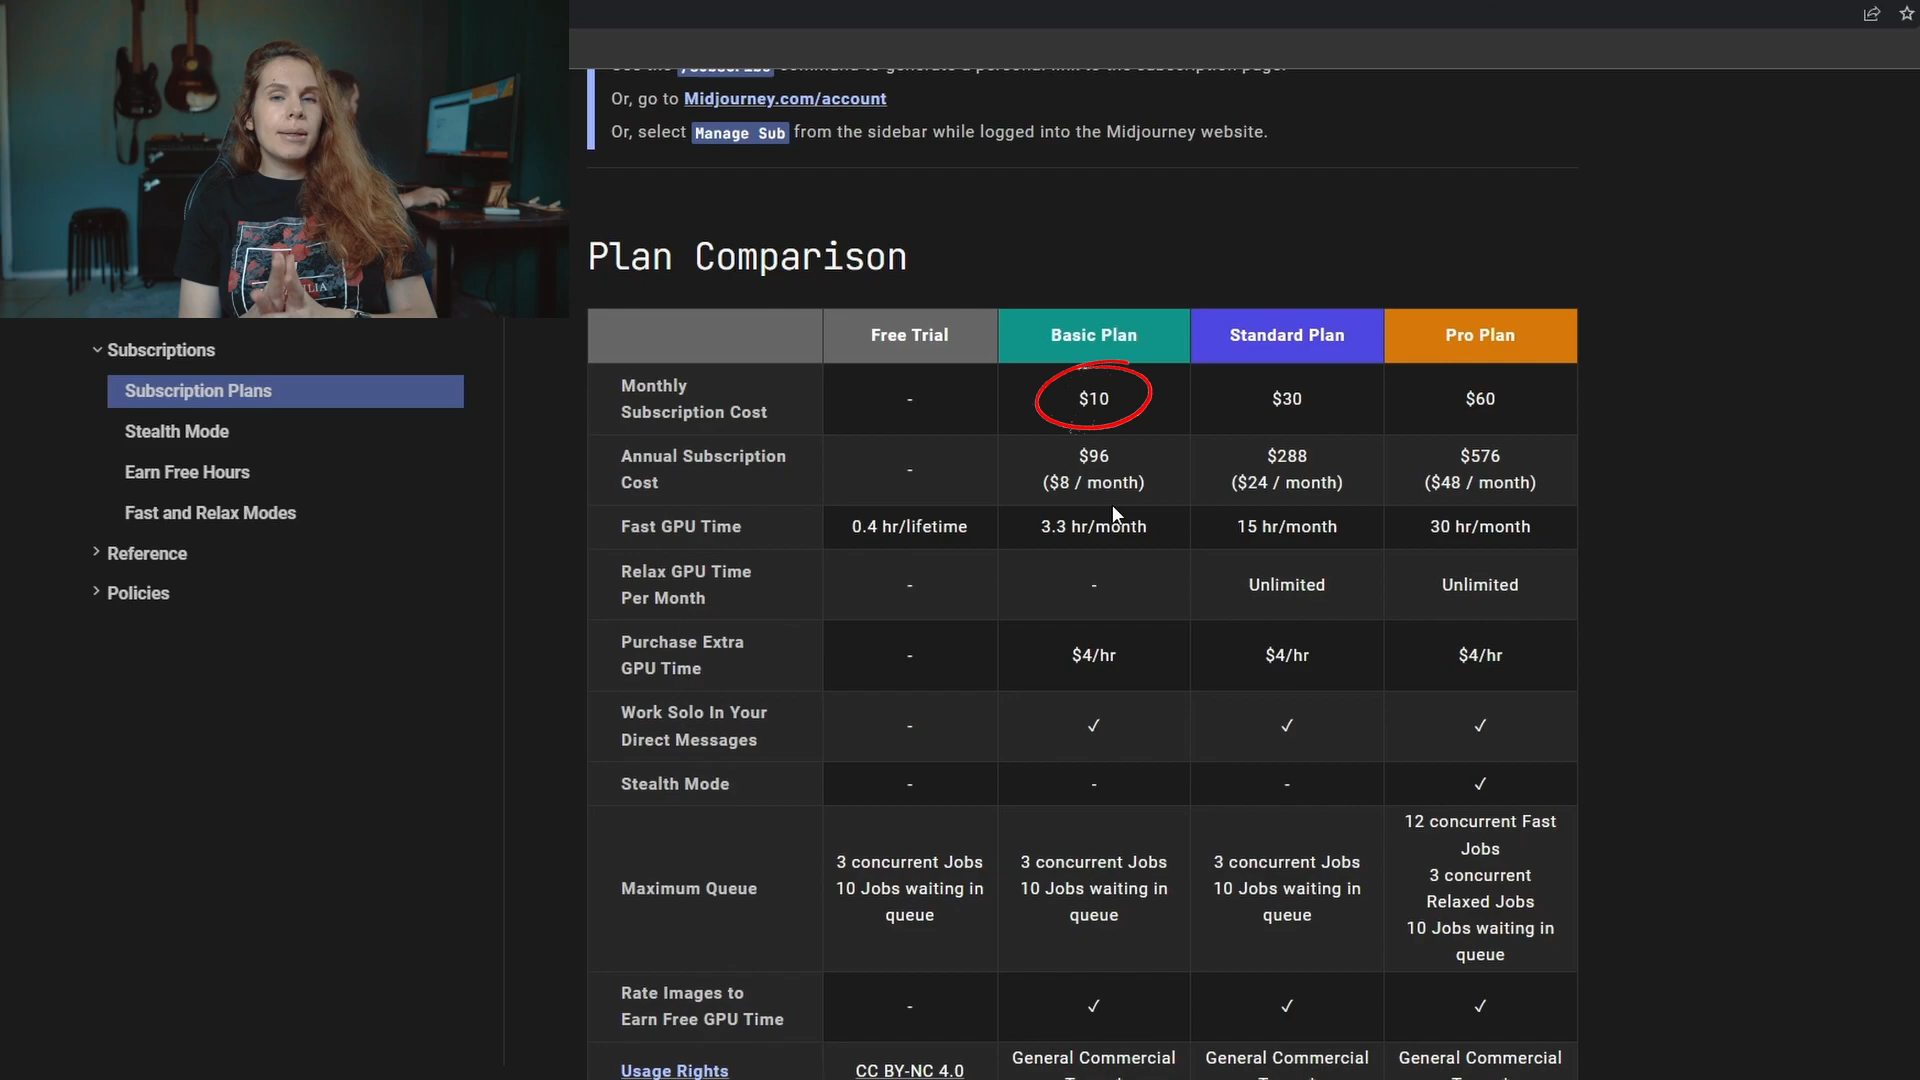 Or, go to Midjourney.com/account
Or, select Manage Sub from the sidebar while logged into the Midjourney website.
Plan Comparison
Subscriptions
Subscription Plans
Stealth Mode
Earn Free Hours
Fast and Relax Modes
Reference
Policies
Free Trial Basic Plan Standard Plan Pro Plan
Monthly
Subscription Cost
- $10 $30 $60
Annual Subscription
Cost
-
$96
($8 / month)
$288
($24 / month)
$576
($48 / month)
Fast GPU Time 0.4 hr/lifetime 3.3 hr/month 15 hr/month 30 hr/month
Relax GPU Time
Per Month
- - Unlimited Unlimited
Purchase Extra
GPU Time
- $4/hr $4/hr $4/hr
Work Solo In Your
Direct Messages
- ✓ ✓ ✓
Stealth Mode - - - ✓
Maximum Queue
3 concurrent Jobs
10 Jobs waiting in
queue
3 concurrent Jobs
10 Jobs waiting in
queue
3 concurrent Jobs
10 Jobs waiting in
queue
12 concurrent Fast
Jobs
3 concurrent
Relaxed Jobs
10 Jobs waiting in
queue
Rate Images to
Earn Free GPU Time
- ✓ ✓ ✓
Usage Rights CC BY-NC 4.0
General Commercial
General Commercial
General Commercial